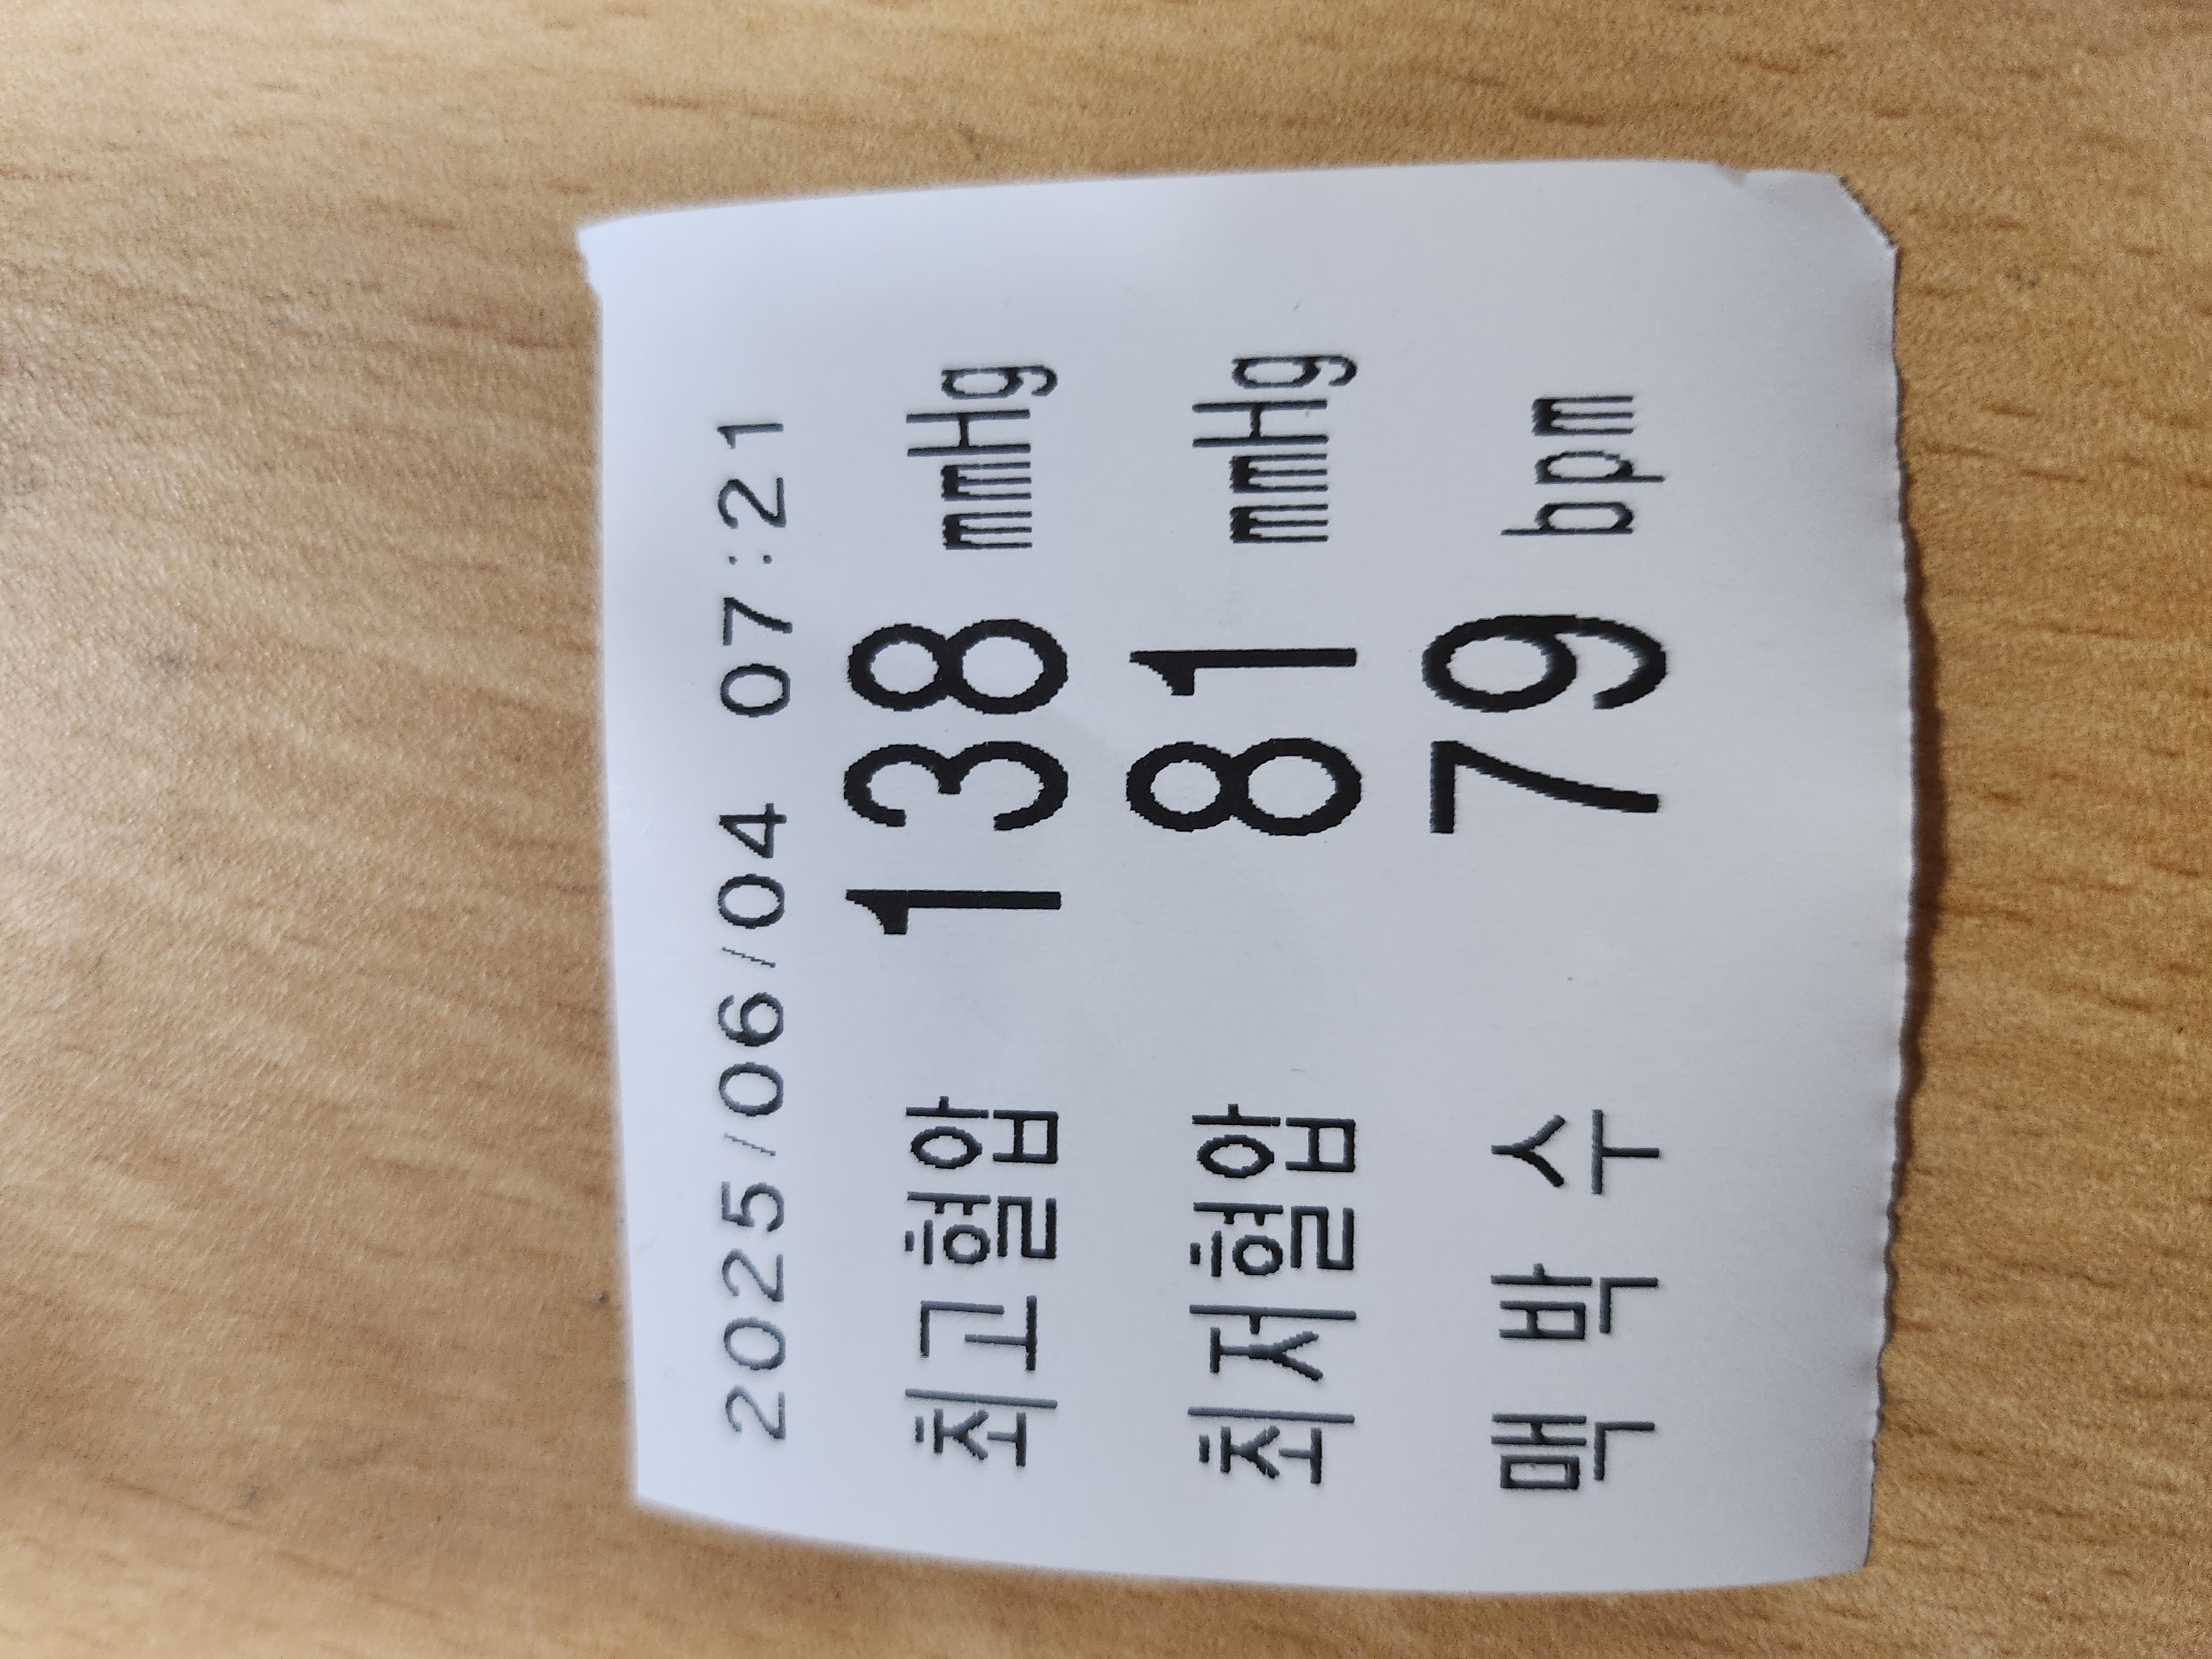 2025/06/04 07:21
최고혈압 138 mmHg
최저혈압 81 mmHg
맥 박 수 79 bpm